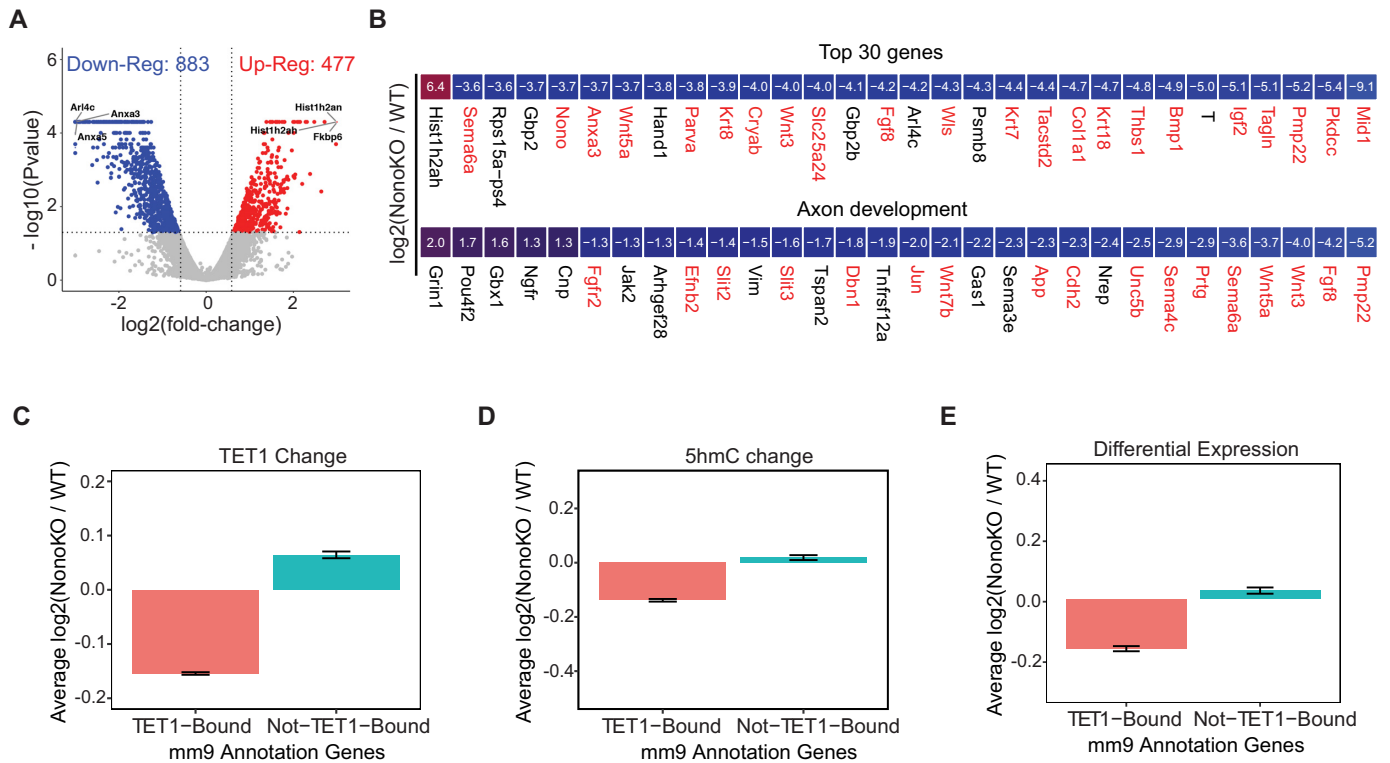 A
Down-Reg: 883
Up-Reg: 477
Arl4c
Anxa3
Anxa5
Hist1h2an
Hist1h2ab
Fkbp6
- log10(Pvalue)
6
4
2
0
-2
0
2
log2(fold-change)
B
log2(NonoKO / WT)
Top 30 genes
6.4 −3.6 −3.6 −3.7 −3.7 −3.7 −3.7 −3.8 −3.8 −3.9 −4.0 −4.0 −4.0 −4.1 −4.2 −4.2 −4.3 −4.3 −4.4 −4.4 −4.7 −4.7 −4.8 −4.9 −5.0 −5.1 −5.1 −5.2 −5.4 −9.1
Hist1h2ah
Sema6a
Rps15a−ps4
Gbp2
Nono
Anxa3
Wnt5a
Hand1
Parva
Krt8
Cryab
Wnt3
Slc25a24
Gbp2b
Fgf8
Arl4c
Wls
Psmb8
Krt7
Tacstd2
Col1a1
Krt18
Thbs1
Bmp1
T
Igf2
Tagln
Pmp22
Pkdcc
Mid1
Axon development
2.0 1.7 1.6 1.3 1.3 −1.3 −1.3 −1.3 −1.4 −1.4 −1.5 −1.6 −1.7 −1.8 −1.9 −2.0 −2.1 −2.2 −2.3 −2.3 −2.3 −2.4 −2.5 −2.9 −2.9 −3.6 −3.7 −4.0 −4.2 −5.2
Grin1
Pou4f2
Gbx1
Ngfr
Cnp
Fgfr2
Jak2
Arhgef28
Efnb2
Slit2
Vim
Slit3
Tspan2
Dbn1
Tnfrsf12a
Jun
Wnt7b
Gas1
Sema3e
App
Cdh2
Nrep
Unc5b
Sema4c
Prtg
Sema6a
Wnt5a
Wnt3
Fgf8
Pmp22
C
TET1 Change
Average log2(NonoKO / WT)
0.2
0.1
0.0
-0.1
-0.2
TET1−Bound Not−TET1−Bound
mm9 Annotation Genes
D
5hmC change
Average log2(NonoKO / WT)
0.2
0.0
-0.2
-0.4
TET1−Bound Not−TET1−Bound
mm9 Annotation Genes
E
Differential Expression
Average log2(NonoKO / WT)
0.4
0.2
0.0
-0.2
TET1−Bound Not−TET1−Bound
mm9 Annotation Genes